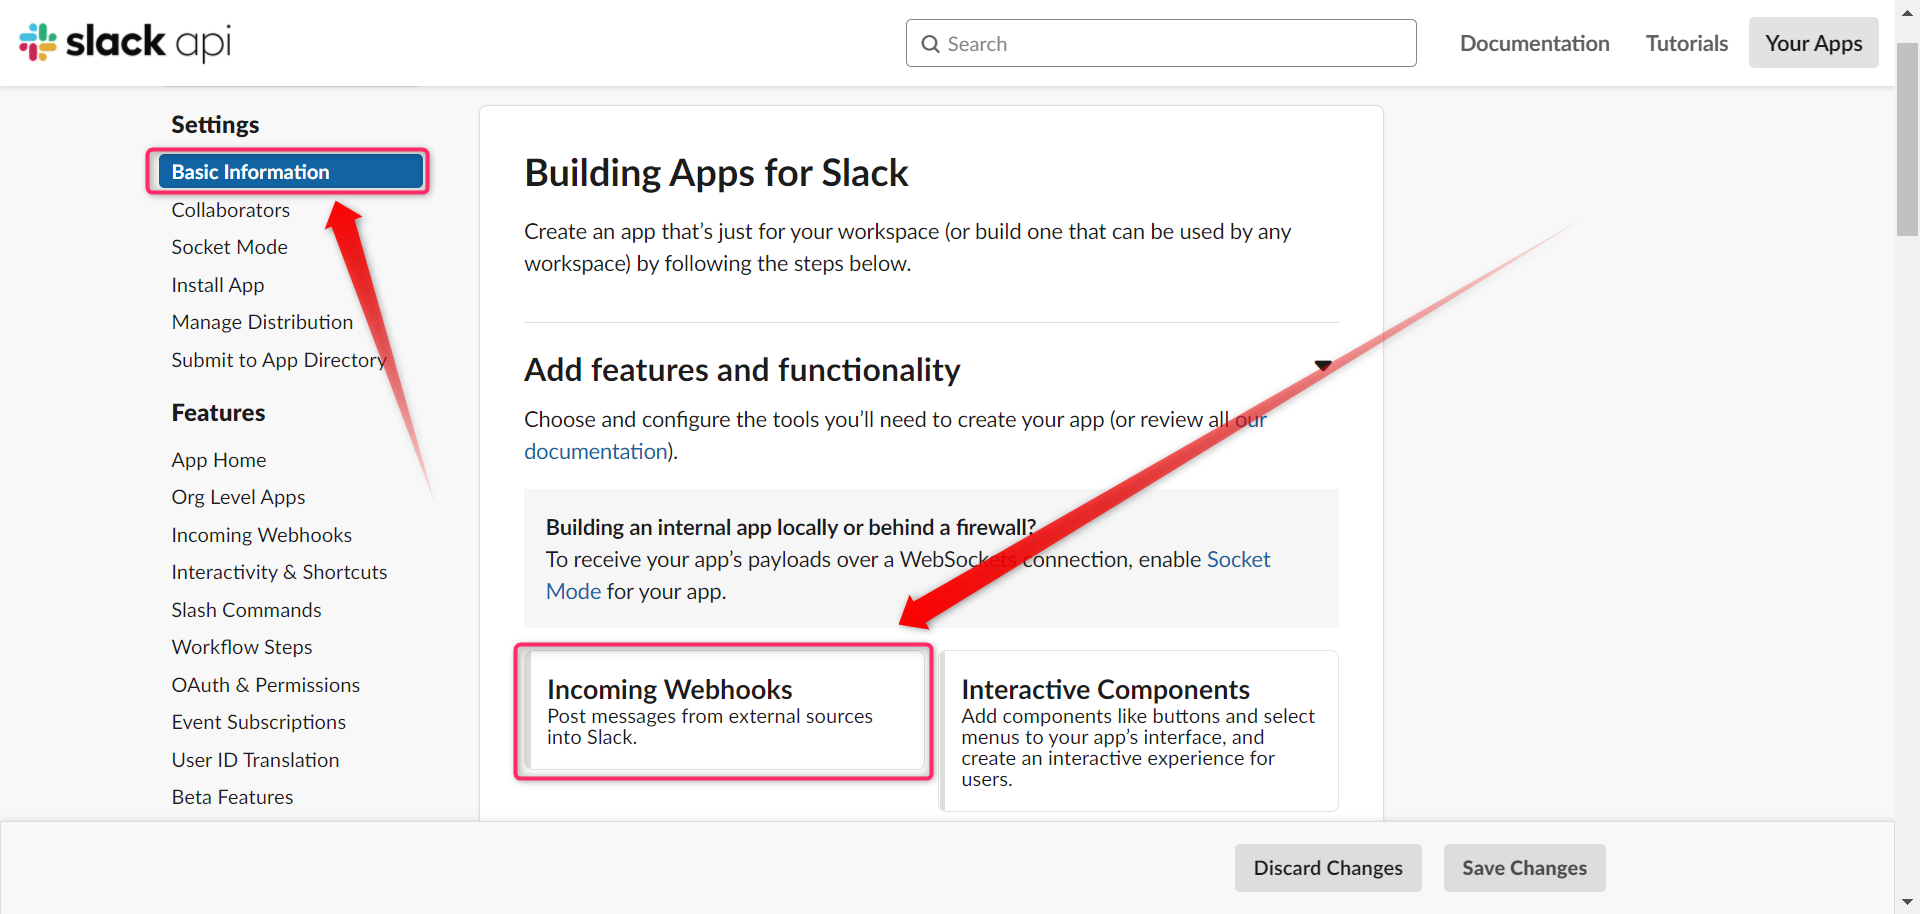 slack api
Search
Documentation
Tutorials
Your Apps
Settings
Basic Information
Collaborators
Socket Mode
Install App
Manage Distribution
Submit to App Directory
Features
App Home
Org Level Apps
Incoming Webhooks
Interactivity & Shortcuts
Slash Commands
Workflow Steps
OAuth & Permissions
Event Subscriptions
User ID Translation
Beta Features
Building Apps for Slack
Create an app that’s just for your workspace (or build one that can be used by any
workspace) by following the steps below.
Add features and functionality
Choose and configure the tools you’ll need to create your app (or review all our
documentation).
Building an internal app locally or behind a firewall?
To receive your app’s payloads over a WebSockets connection, enable Socket
Mode for your app.
Incoming Webhooks
Post messages from external sources
into Slack.
Interactive Components
Add components like buttons and select
menus to your app’s interface, and
create an interactive experience for
users.
Discard Changes
Save Changes